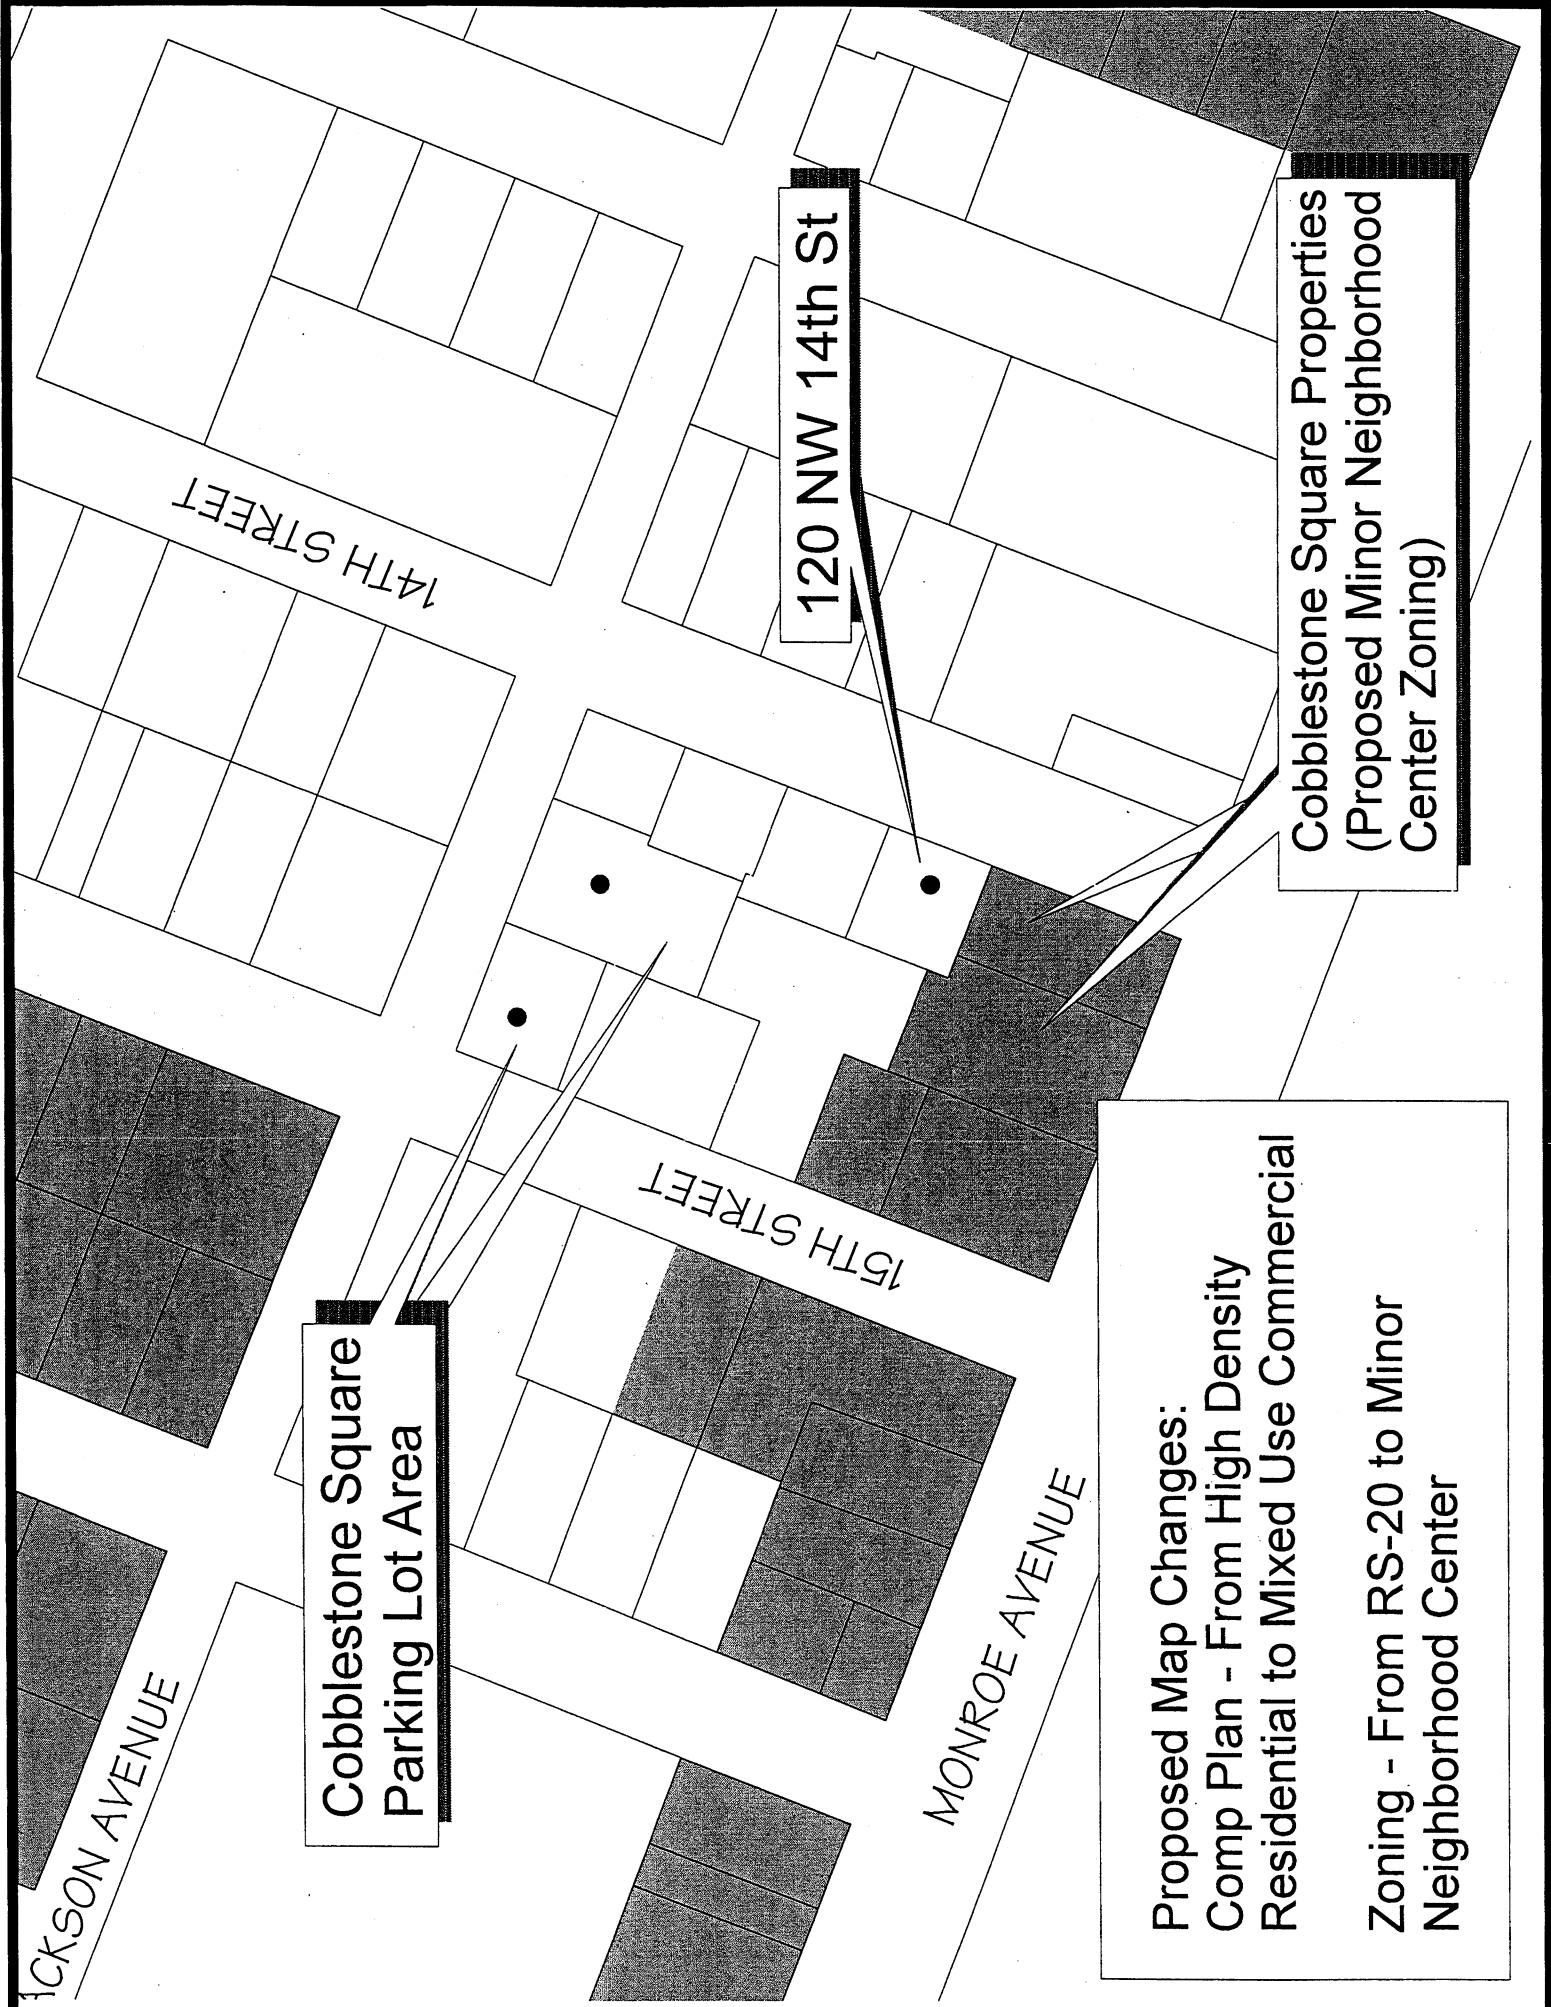 JACKSON AVENUE
14TH STREET
15TH STREET
MONROE AVENUE
Cobblestone Square
Parking Lot Area
120 NW 14th St
Cobblestone Square Properties
(Proposed Minor Neighborhood
Center Zoning)
Proposed Map Changes:
Comp Plan - From High Density
Residential to Mixed Use Commercial
Zoning - From RS-20 to Minor
Neighborhood Center